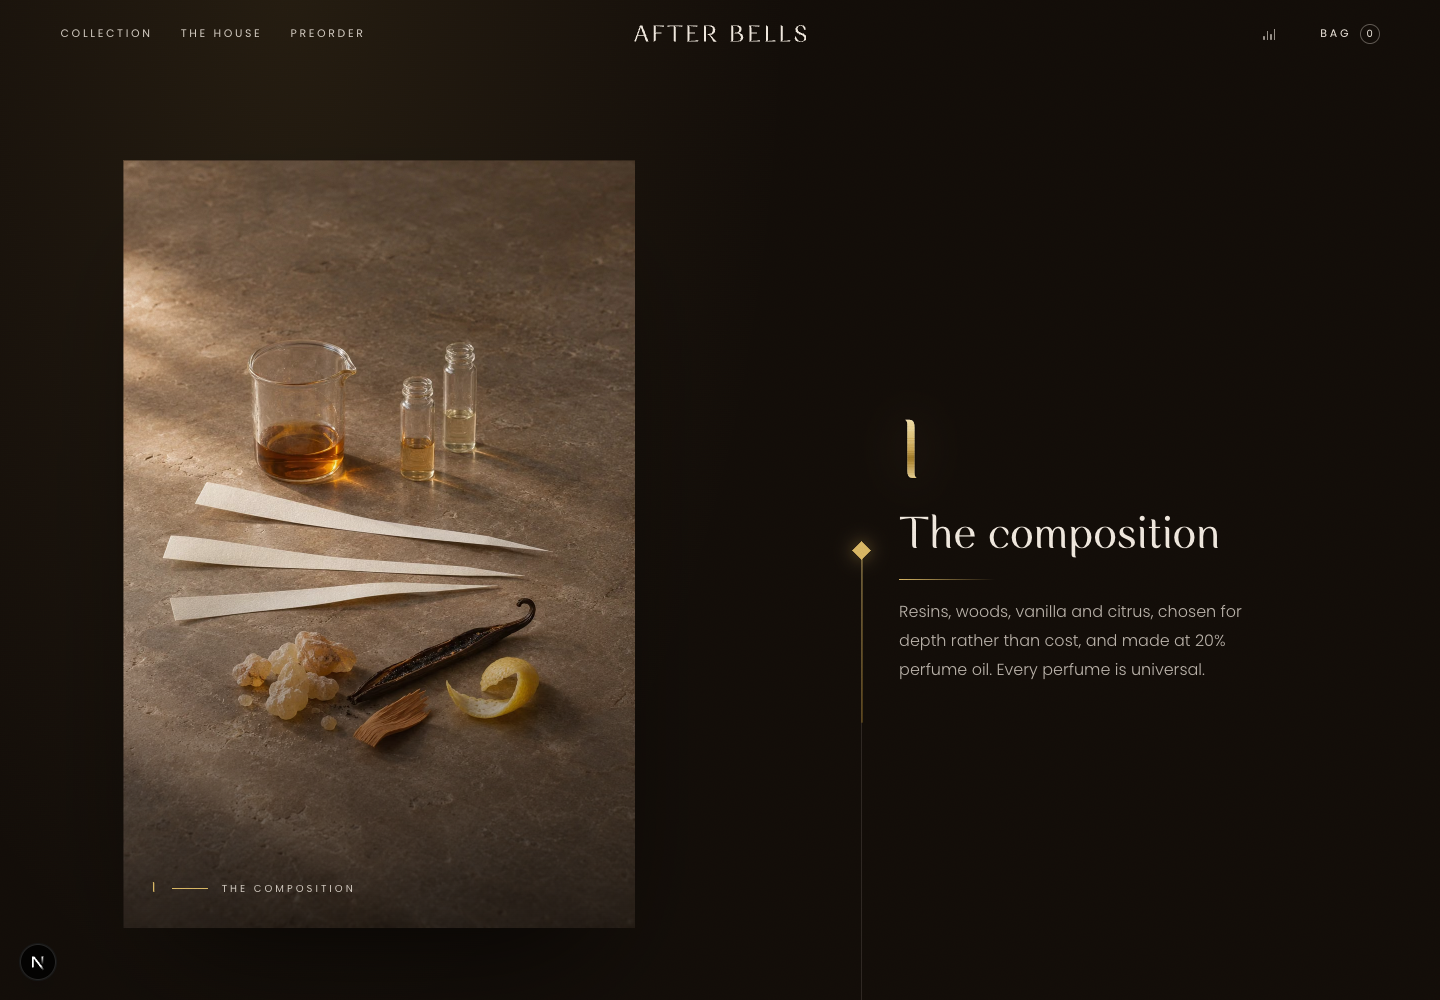 COLLECTION THE HOUSE PREORDER AFTER BELLS BAG 0
I
The composition
Resins, woods, vanilla and citrus, chosen for
depth rather than cost, and made at 20%
perfume oil. Every perfume is universal.
I THE COMPOSITION
N